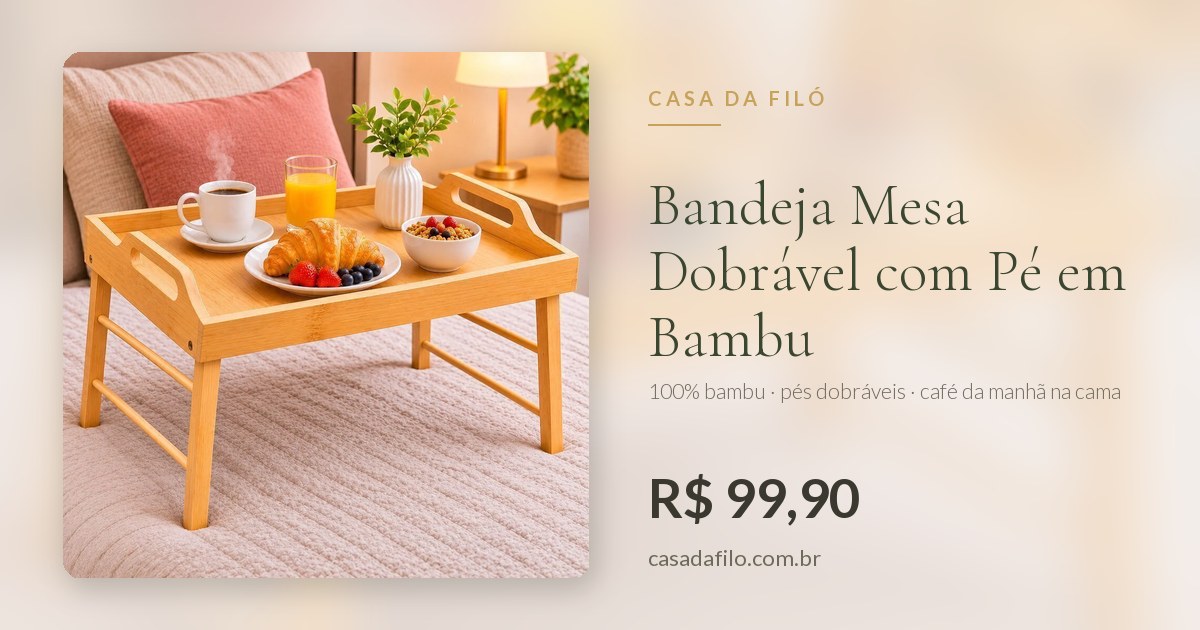 CASA DA FILÓ
Bandeja Mesa
Dobrável com Pé em
Bambu
100% bambu · pés dobráveis · café da manhã na cama
R$ 99,90
casadafilo.com.br